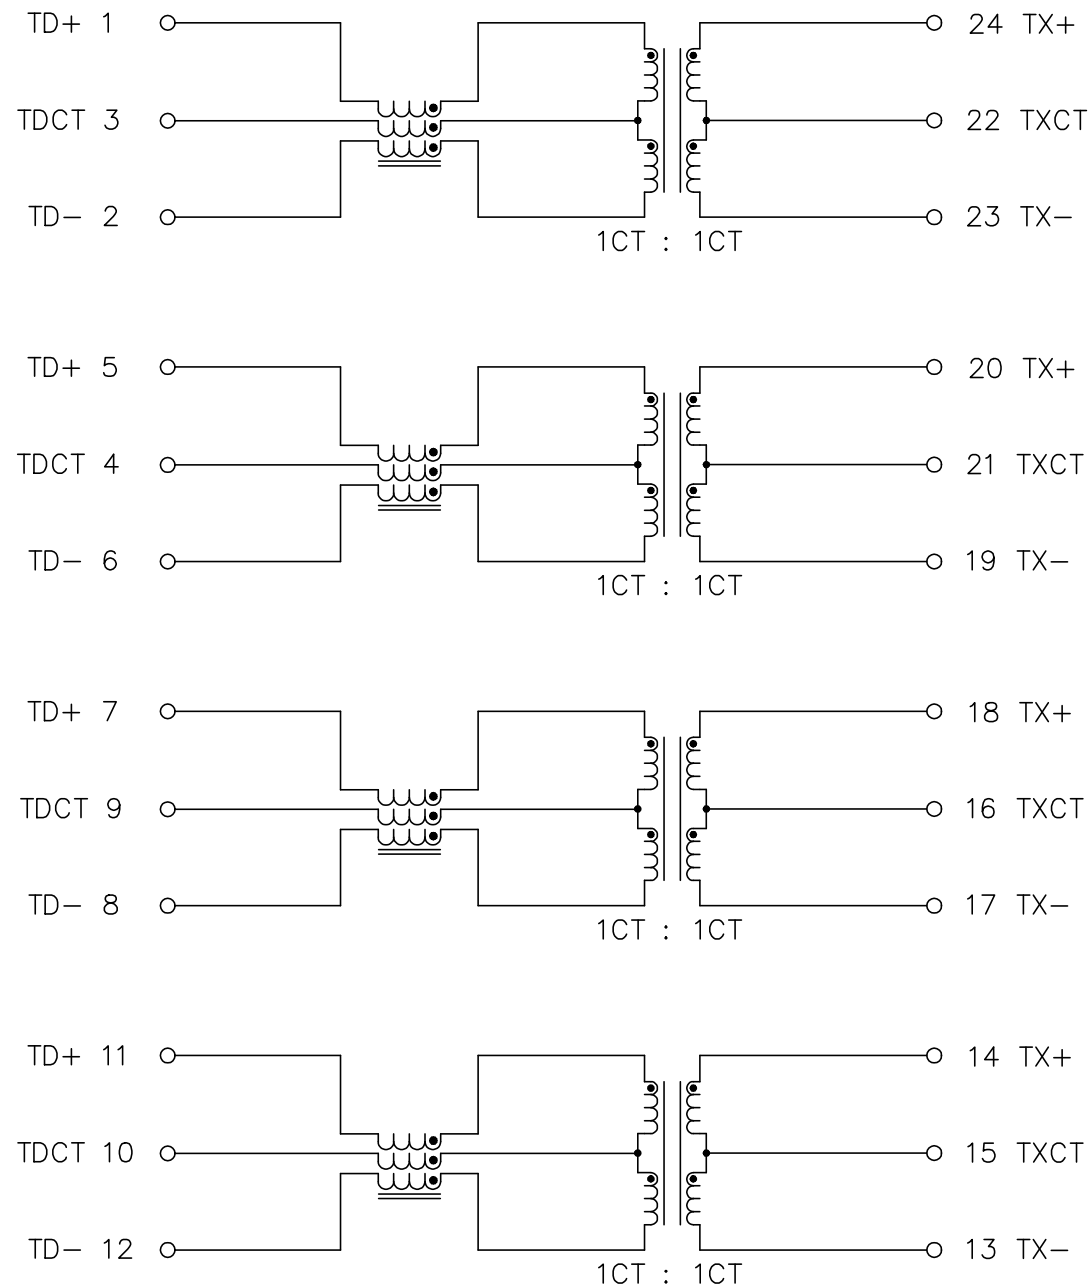 TD+ 1 24 TX+
TDCT 3 22 TXCT
TD- 2 23 TX-
1CT : 1CT
TD+ 5 20 TX+
TDCT 4 21 TXCT
TD- 6 19 TX-
1CT : 1CT
TD+ 7 18 TX+
TDCT 9 16 TXCT
TD- 8 17 TX-
1CT : 1CT
TD+ 11 14 TX+
TDCT 10 15 TXCT
TD- 12 13 TX-
1CT : 1CT